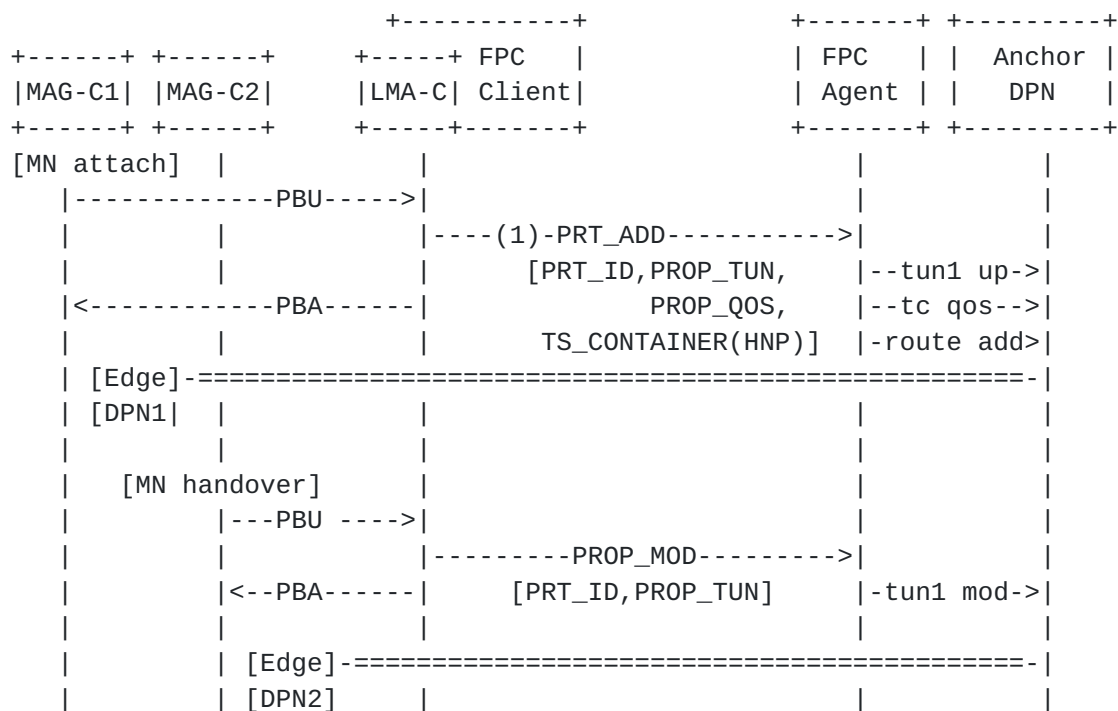 +-----------+             +-------+ +---------+
+------+ +------+     +-----+ FPC   |             | FPC   | |  Anchor |
|MAG-C1| |MAG-C2|     |LMA-C| Client|             | Agent | |   DPN   |
+------+ +------+     +-----+-------+             +-------+ +---------+
[MN attach]  |            |                           |           |
   |-------------PBU----->|                           |           |
   |         |            |----(1)-PRT_ADD----------->|           |
   |         |            |      [PRT_ID,PROP_TUN,    |--tun1 up->|
   |<------------PBA------|              PROP_QOS,    |--tc qos-->|
   |         |            |       TS_CONTAINER(HNP)]  |-route add>|
   | [Edge]-=====================================================-|
   | [DPN1|  |            |                           |           |
   |         |            |                           |           |
   |   [MN handover]      |                           |           |
   |         |---PBU ---->|                           |           |
   |         |            |---------PROP_MOD--------->|           |
   |         |<--PBA------|     [PRT_ID,PROP_TUN]     |-tun1 mod->|
   |         |            |                           |           |
   |         | [Edge]-===========================================-|
   |         | [DPN2]     |                           |           |